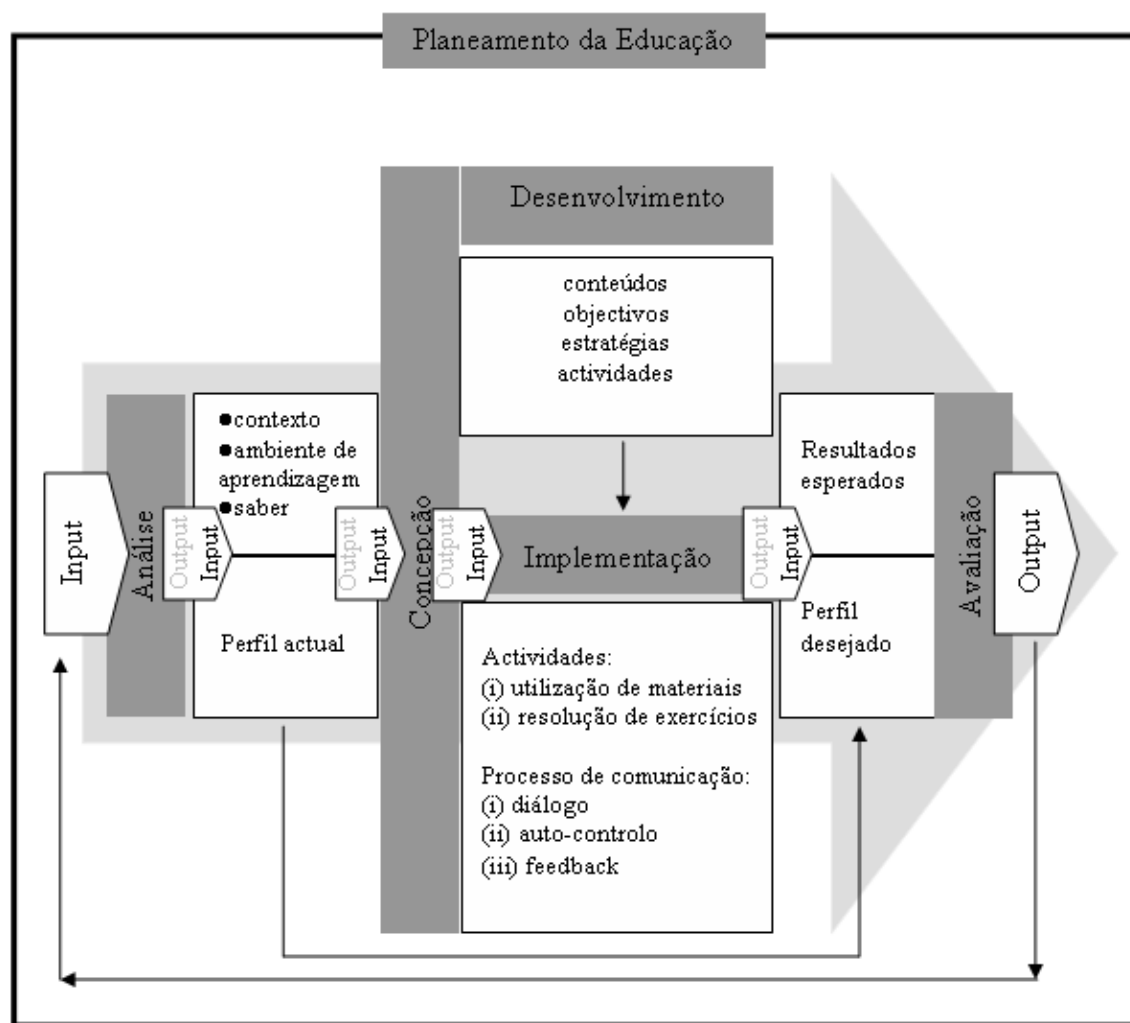 Planeamento da Educação
Input
Análise
Output
Input
●contexto
●ambiente de
aprendizagem
●saber
Perfil actual
Output
Input
Concepção
Output
Input
Desenvolvimento
conteúdos
objectivos
estratégias
actividades
Implementação
Actividades:
(i) utilização de materiais
(ii) resolução de exercícios
Processo de comunicação:
(i) diálogo
(ii) auto-controlo
(iii) feedback
Output
Input
Resultados
esperados
Perfil
desejado
Avaliação
Output